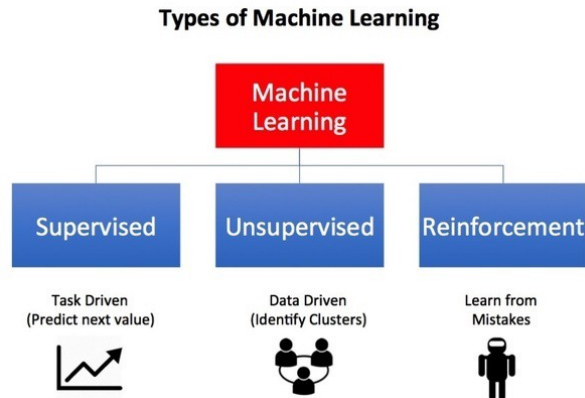 Types of Machine Learning
Machine
Learning
Supervised
Unsupervised
Reinforcement
Task Driven
(Predict next value)
Data Driven
(Identify Clusters)
Learn from
Mistakes